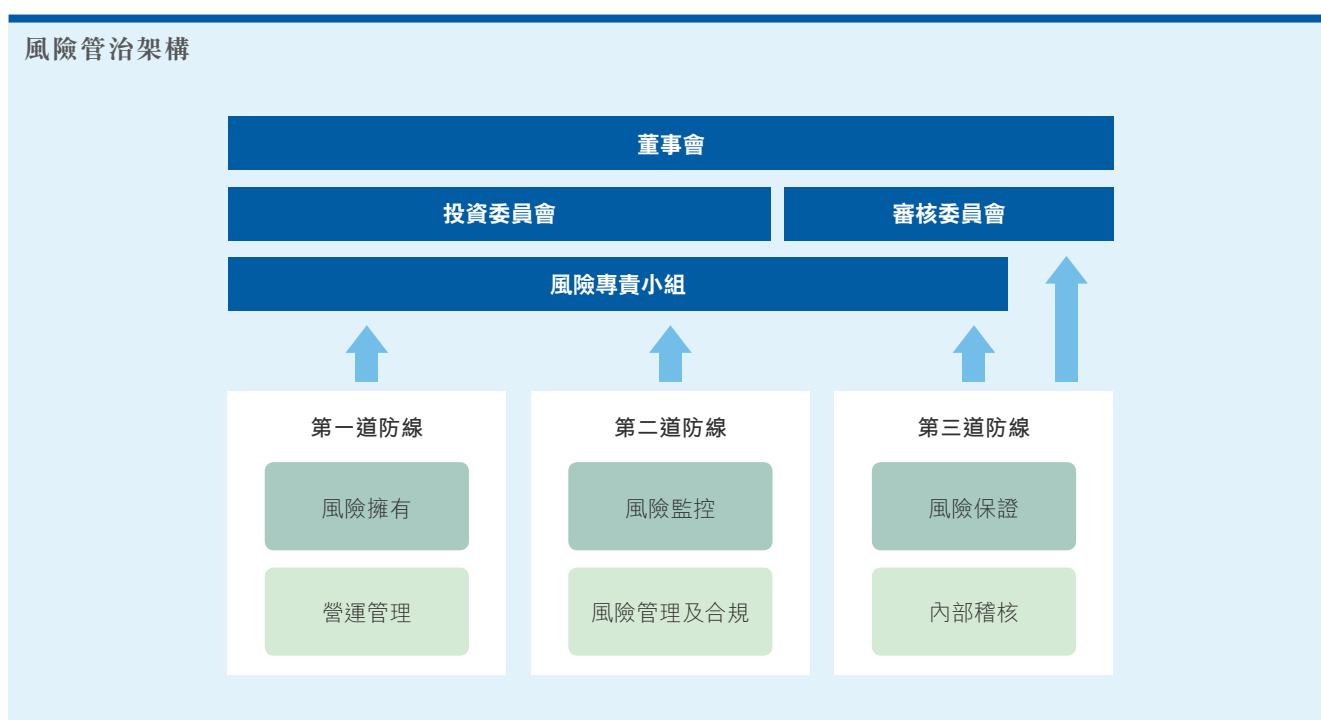 風險管治架構
董事會
投資委員會
審核委員會
風險專責小組
第一道防線
第二道防線
第三道防線
風險擁有
風險監控
風險保證
營運管理
風險管理及合規
內部稽核